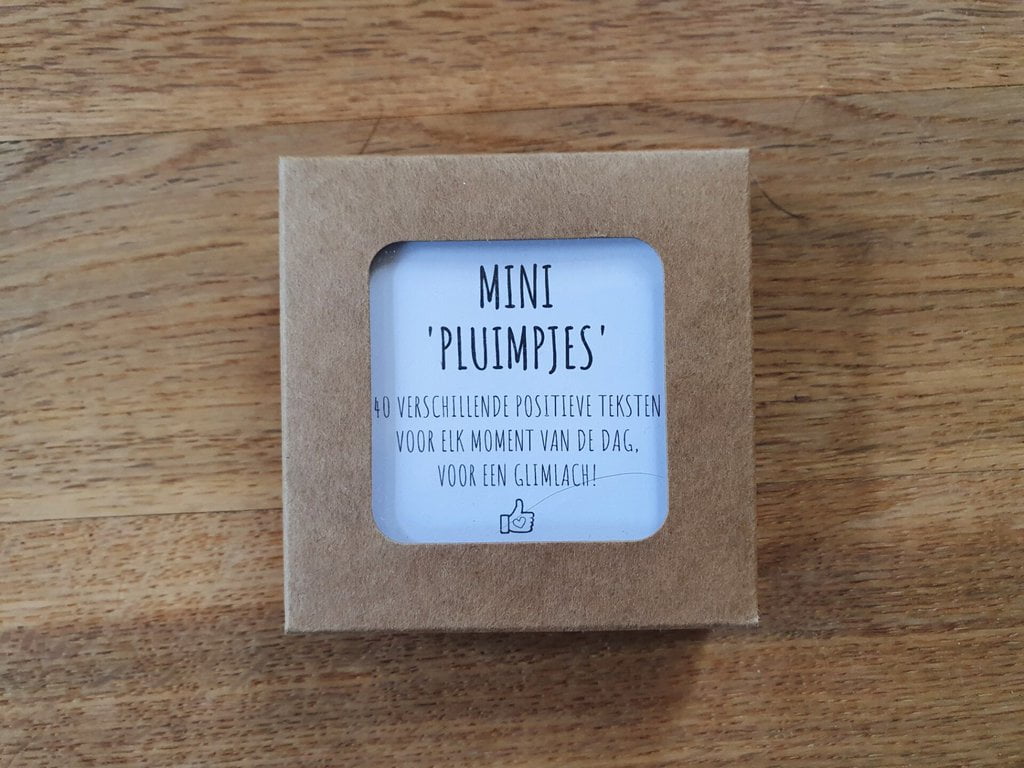 MINI
'PLUIMPJES'
40 VERSCHILLENDE POSITIEVE TEKSTEN
VOOR ELK MOMENT VAN DE DAG,
VOOR EEN GLIMLACH!